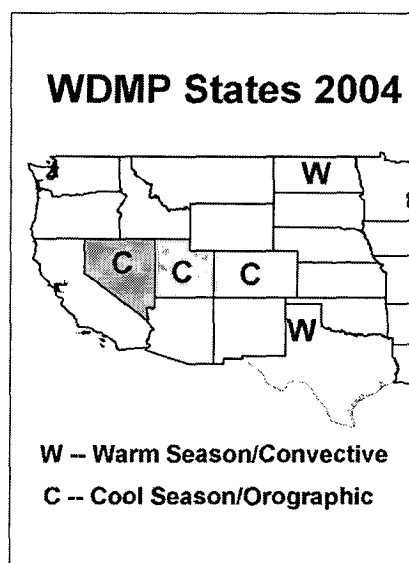 WDMP States 2004
W
C
C
C
W
W -- Warm Season/Convective
C -- Cool Season/Orographic